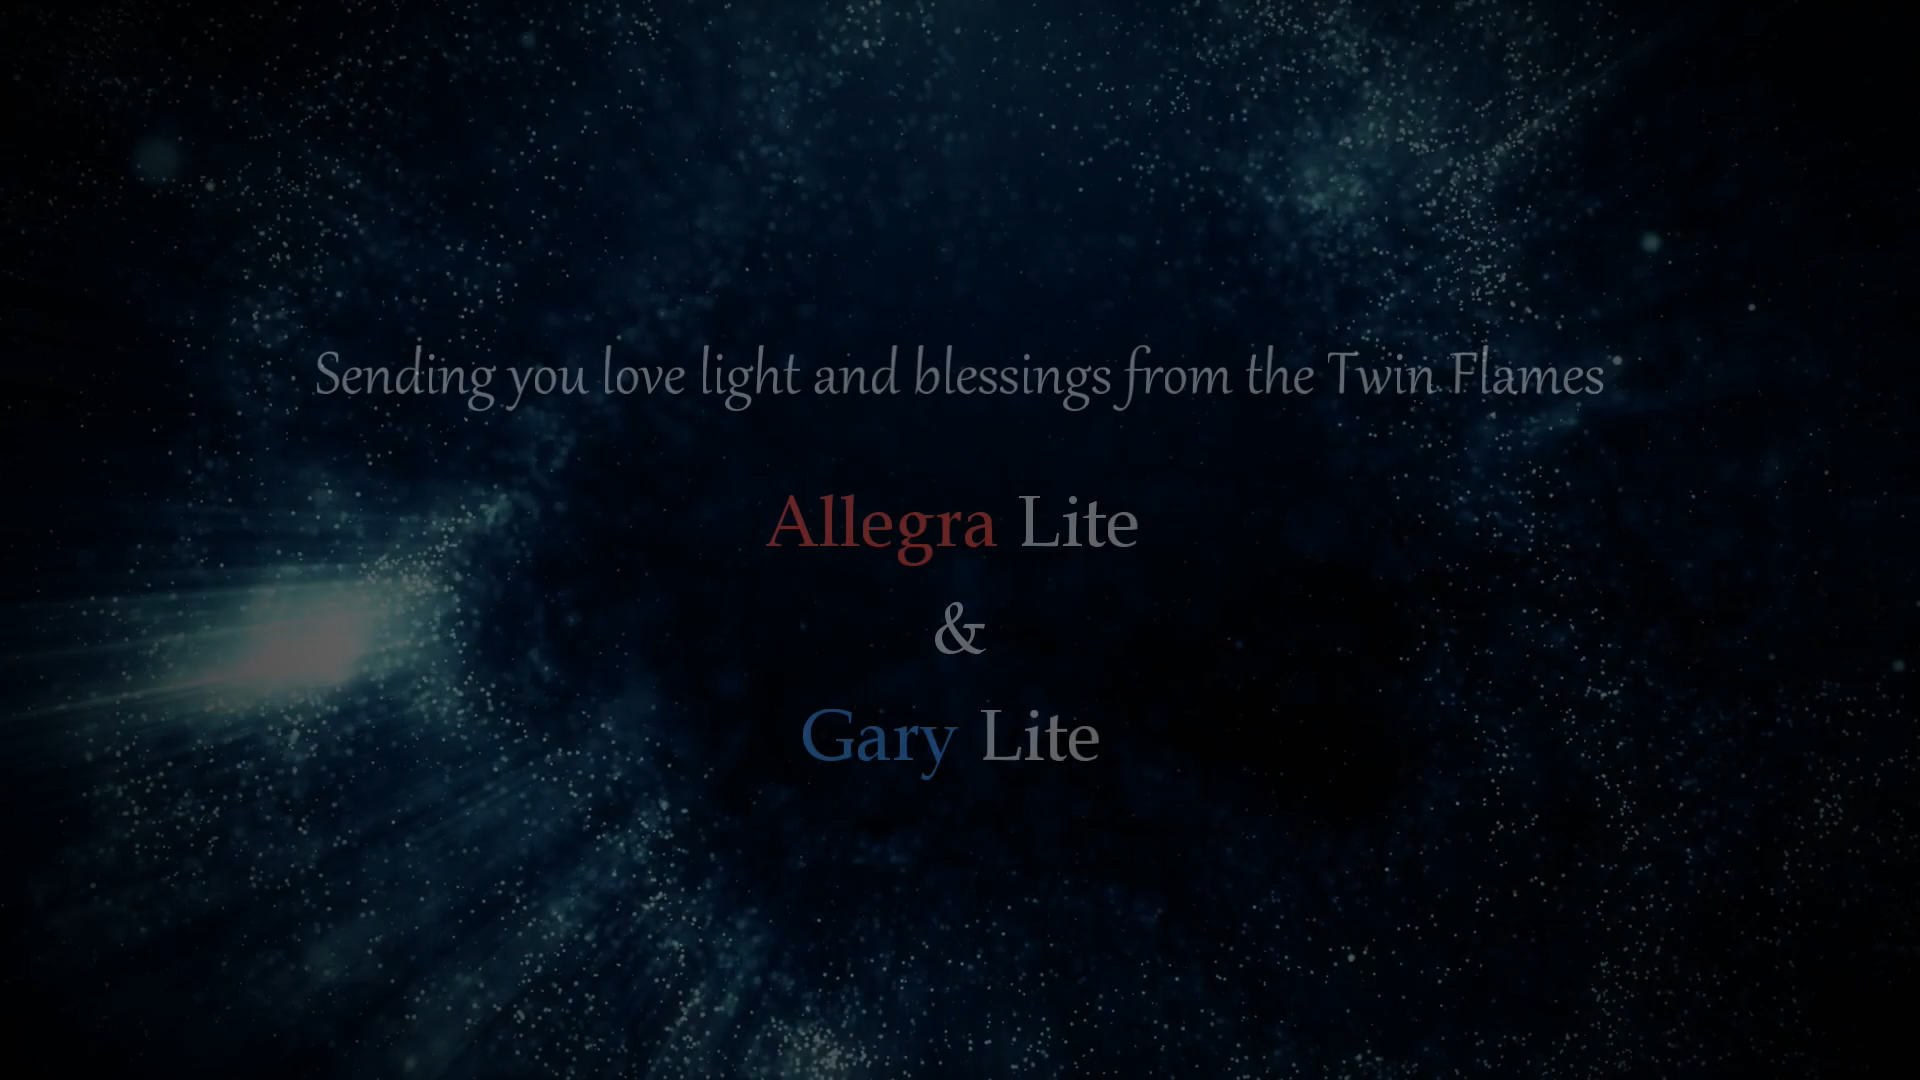 Sending you love light and blessings from the Twin Flames
Allegra Lite
&
Gary Lite